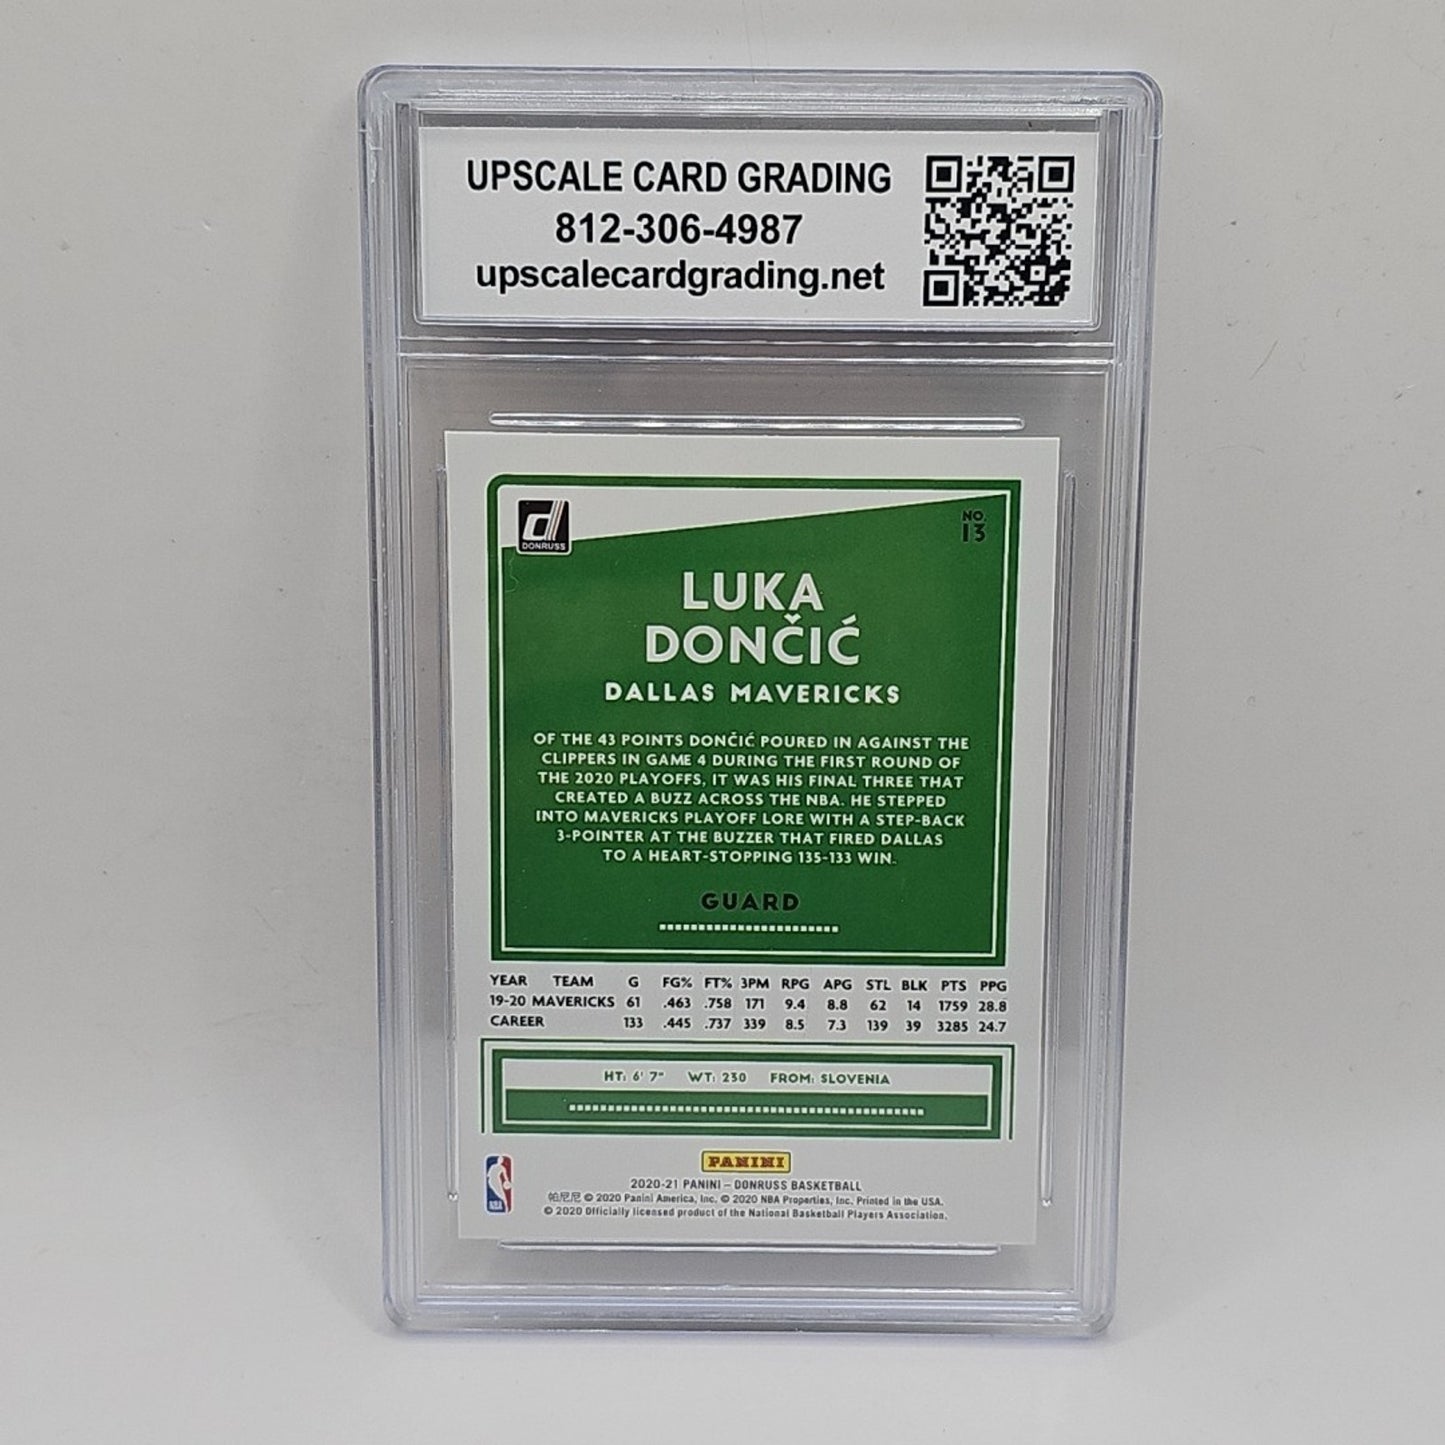 UPSCALE CARD GRADING
812-306-4987
upscalecardgrading.net
d
DONRUSS
NO.
13
LUKA
DONČIĆ
DALLAS MAVERICKS
OF THE 43 POINTS DONČIĆ POURED IN AGAINST THE
CLIPPERS IN GAME 4 DURING THE FIRST ROUND OF
THE 2020 PLAYOFFS, IT WAS HIS FINAL THREE THAT
CREATED A BUZZ ACROSS THE NBA. HE STEPPED
INTO MAVERICKS PLAYOFF LORE WITH A STEP-BACK
3-POINTER AT THE BUZZER THAT FIRED DALLAS
TO A HEART-STOPPING 135-133 WIN.
GUARD
YEAR TEAM G FG% FT% 3PM RPG APG STL BLK PTS PPG
19-20 MAVERICKS 61 .463 .758 171 9.4 8.8 62 14 1759 28.8
CAREER 133 .445 .737 339 8.5 7.3 139 39 3285 24.7
HT: 6' 7" WT: 230 FROM: SLOVENIA
PANINI
NBA
2020-21 PANINI – DONRUSS BASKETBALL
帕尼尼 © 2020 Panini America, Inc. © 2020 NBA Properties, Inc. Printed in the USA.
© 2020 Officially licensed product of the National Basketball Players Association.